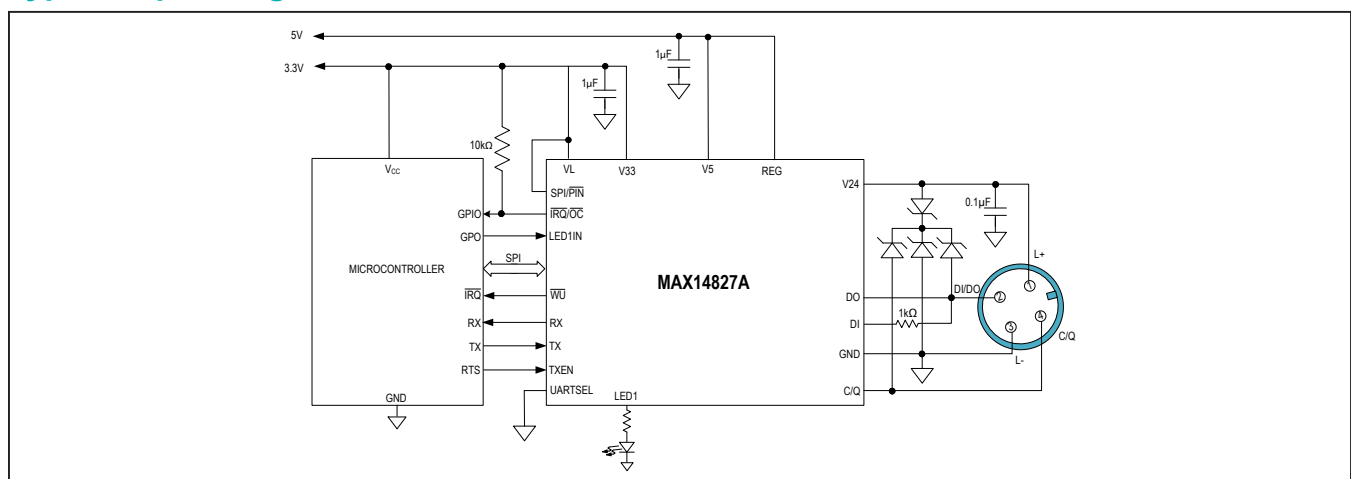 5V
1µF
3.3V
1µF
10kΩ
VCC
VL
V33
V5
REG
V24
SPI/PIN
0.1µF
GPIO
IRQ/OC
GPO
LED1IN
L+
SPI
MICROCONTROLLER
MAX14827A
DI/DO
1
IRQ
WU
DO
2
1kΩ
4
RX
RX
DI
3
C/Q
TX
TX
GND
L-
RTS
TXEN
UARTSEL
C/Q
GND
LED1